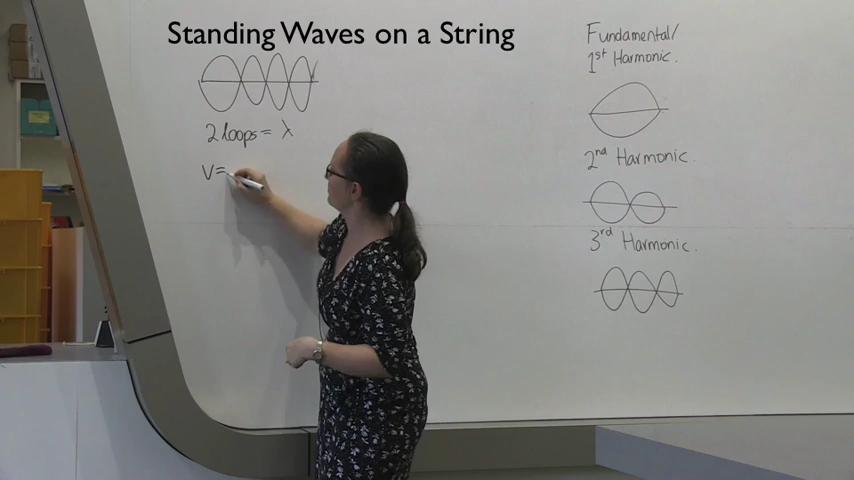 Standing Waves on a String
2 loops = λ
V=
Fundamental/
1st Harmonic.
2nd Harmonic.
3rd Harmonic.